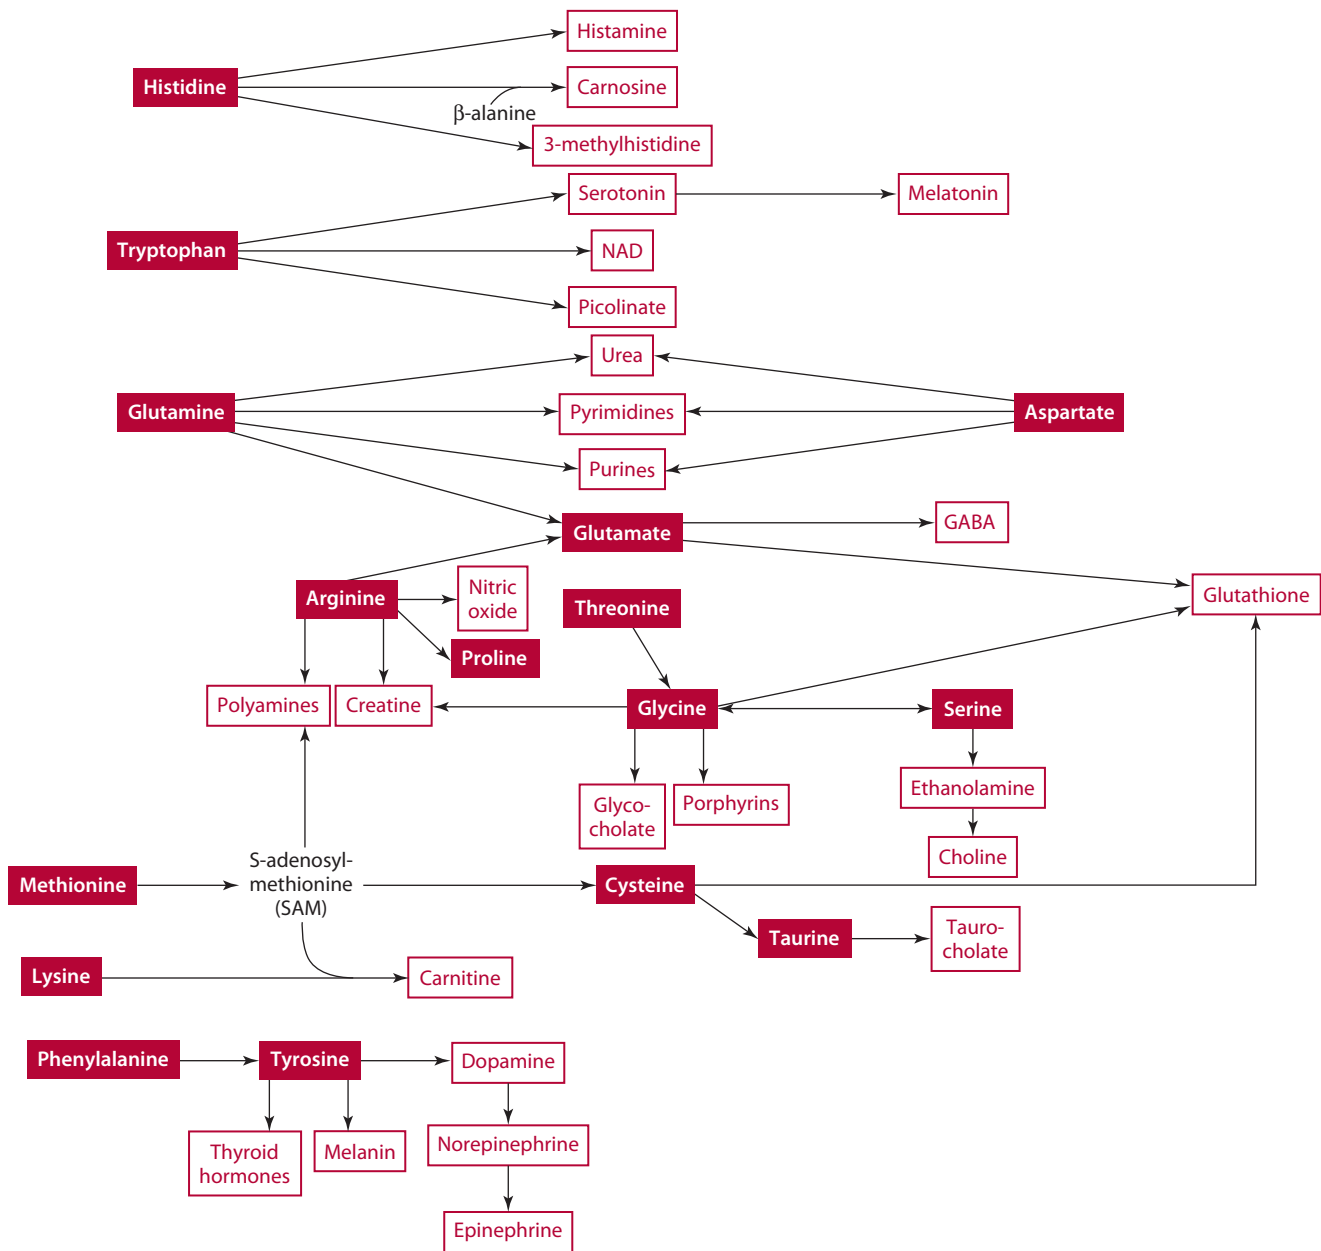 Histamine
Histidine
Carnosine
β-alanine
3-methylhistidine
Serotonin
Melatonin
Tryptophan
NAD
Picolinate
Urea
Glutamine
Pyrimidines
Aspartate
Purines
Glutamate
GABA
Arginine
Nitric
oxide
Threonine
Glutathione
Proline
Polyamines
Creatine
Glycine
Serine
Glyco-
cholate
Porphyrins
Ethanolamine
Choline
Methionine
S-adenosyl-
methionine
(SAM)
Cysteine
Taurine
Tauro-
cholate
Lysine
Carnitine
Phenylalanine
Tyrosine
Dopamine
Thyroid
hormones
Melanin
Norepinephrine
Epinephrine